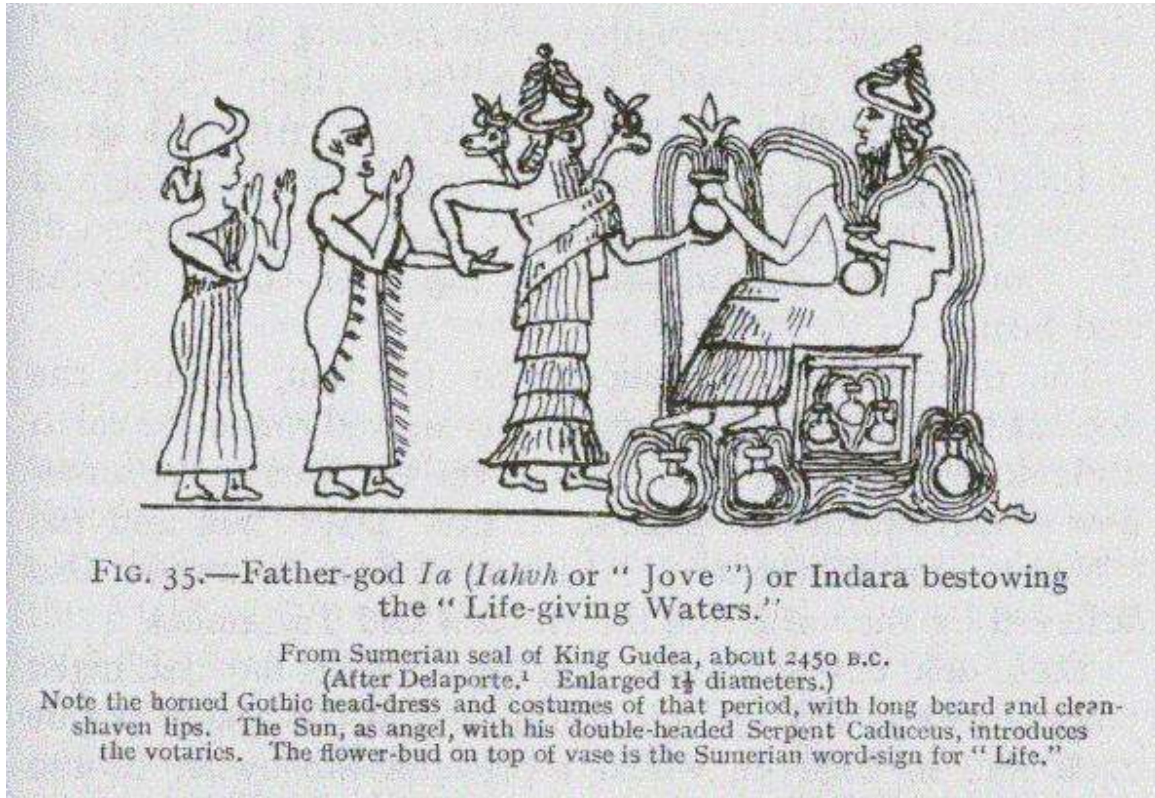 FIG. 35.—Father-god Ia (Iahvh or “ Jove ”) or Indara bestowing
the “ Life-giving Waters.”
From Sumerian seal of King Gudea, about 2450 B.C.
(After Delaporte.¹ Enlarged 1½ diameters.)
Note the horned Gothic head-dress and costumes of that period, with long beard and clean-
shaven lips. The Sun, as angel, with his double-headed Serpent Caduceus, introduces
the votaries. The flower-bud on top of vase is the Sumerian word-sign for “ Life.”